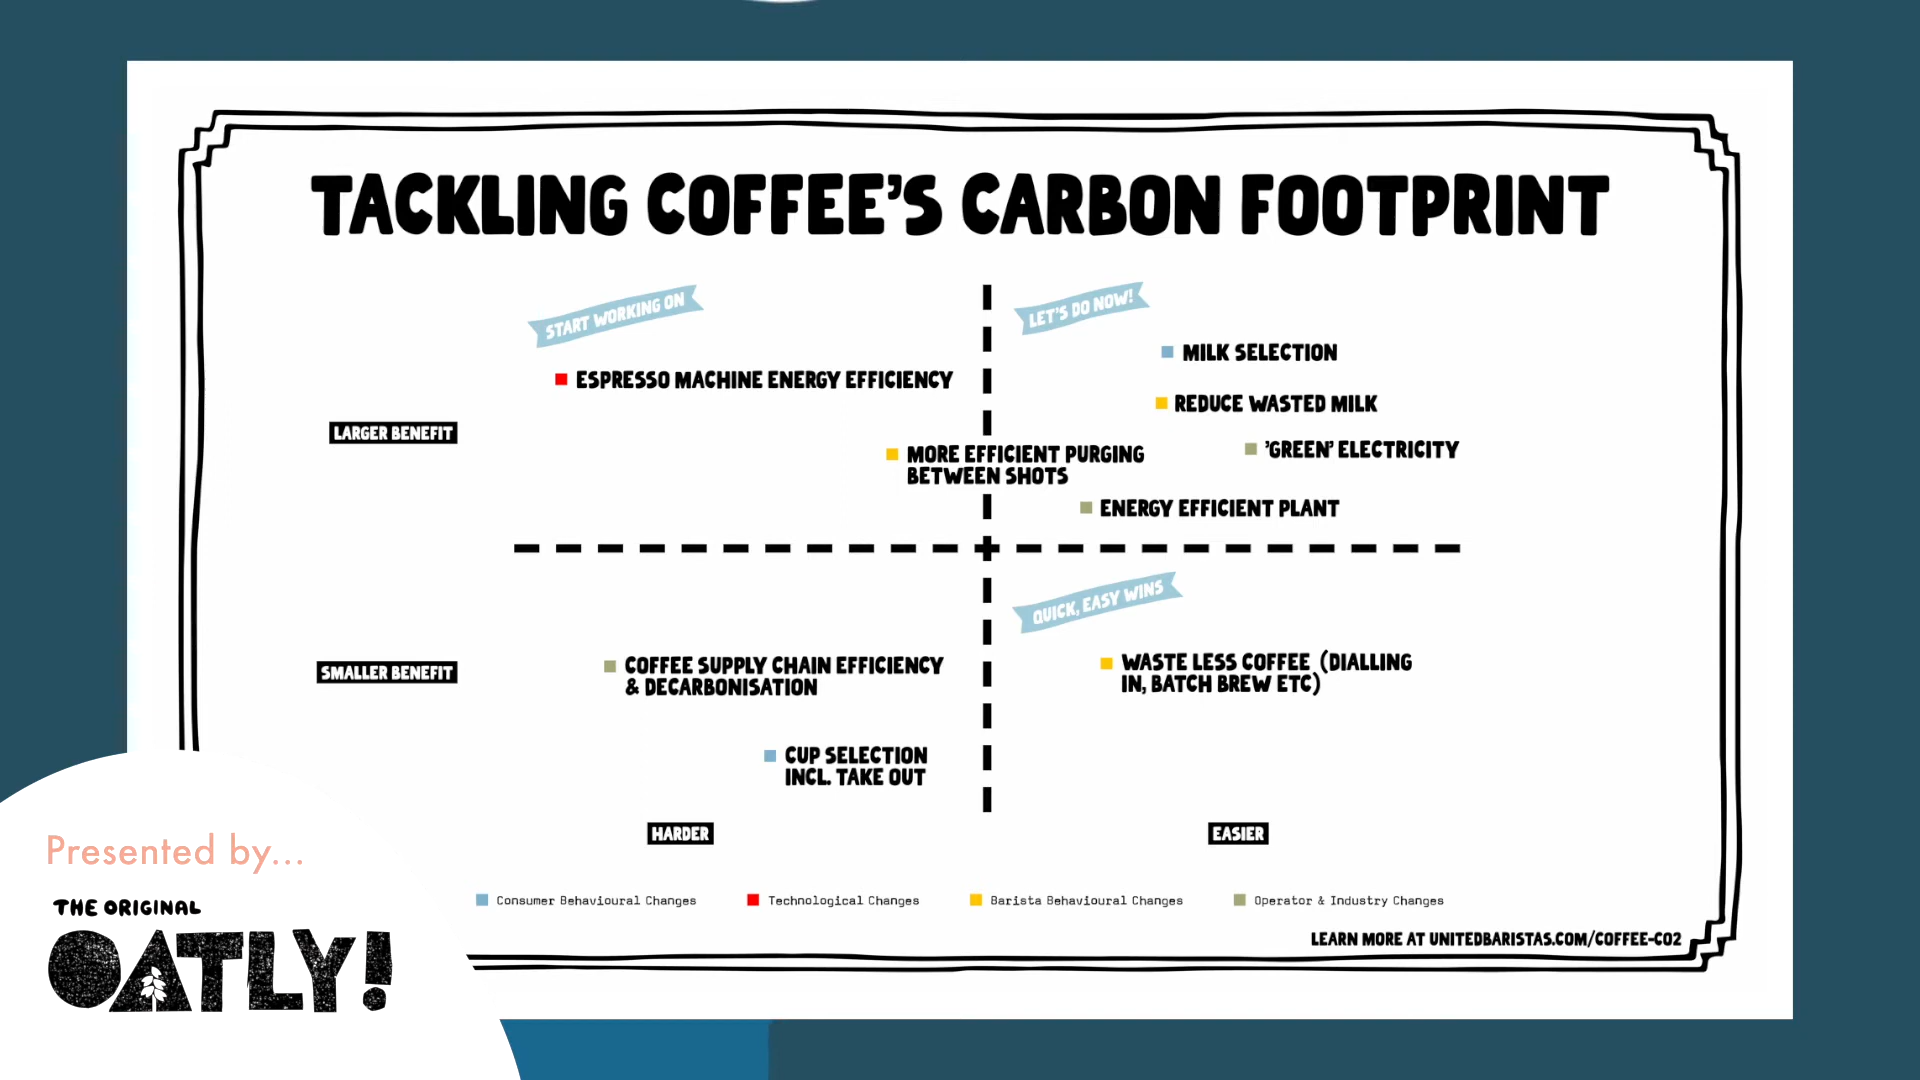 TACKLING COFFEE'S CARBON FOOTPRINT
START WORKING ON
LET'S DO NOW!
MILK SELECTION
ESPRESSO MACHINE ENERGY EFFICIENCY
REDUCE WASTED MILK
LARGER BENEFIT
MORE EFFICIENT PURGING
BETWEEN SHOTS
'GREEN' ELECTRICITY
ENERGY EFFICIENT PLANT
QUICK, EASY WINS
SMALLER BENEFIT
COFFEE SUPPLY CHAIN EFFICIENCY
& DECARBONISATION
WASTE LESS COFFEE (DIALLING
IN, BATCH BREW ETC)
CUP SELECTION
INCL. TAKE OUT
HARDER
EASIER
Consumer Behavioural Changes
Technological Changes
Barista Behavioural Changes
Operator & Industry Changes
LEARN MORE AT UNITEDBARISTAS.COM/COFFEE-CO2
Presented by...
THE ORIGINAL
OATLY!